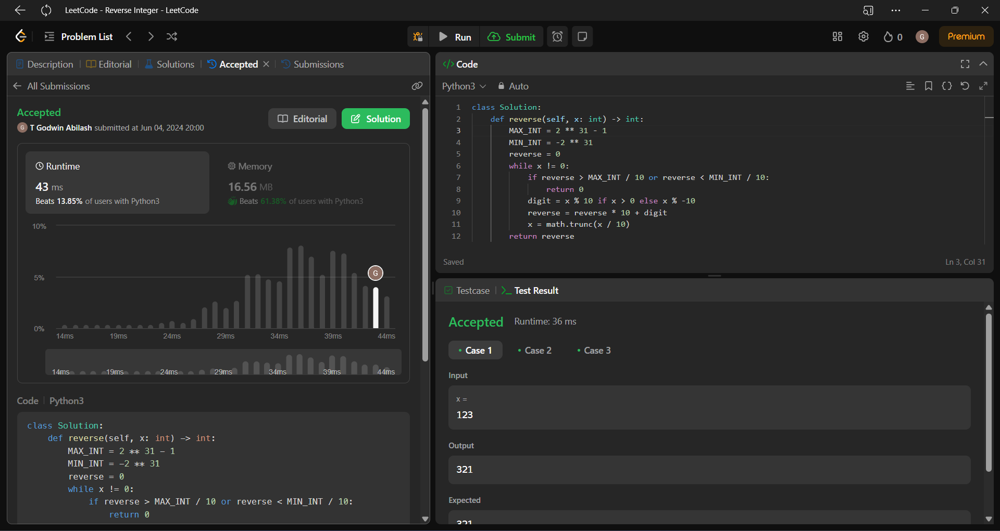 LeetCode - Reverse Integer - LeetCode
Problem List
Run
Submit
0
G
Premium
Description
Editorial
Solutions
Accepted
Submissions
All Submissions
Accepted
G T Godwin Abilash submitted at Jun 04, 2024 20:00
Editorial
Solution
Runtime
43 ms
Beats 13.85% of users with Python3
Memory
16.56 MB
Beats 61.38% of users with Python3
10%
5%
0%
G
14ms 19ms 24ms 29ms 34ms 39ms 44ms
14ms 19ms 24ms 29ms 34ms 39ms 44ms
Code | Python3
class Solution:
def reverse(self, x: int) -> int:
MAX_INT = 2 ** 31 - 1
MIN_INT = -2 ** 31
reverse = 0
while x != 0:
if reverse > MAX_INT / 10 or reverse < MIN_INT / 10:
return 0
</> Code
Python3
Auto
1 class Solution:
2 def reverse(self, x: int) -> int:
3 MAX_INT = 2 ** 31 - 1
4 MIN_INT = -2 ** 31
5 reverse = 0
6 while x != 0:
7 if reverse > MAX_INT / 10 or reverse < MIN_INT / 10:
8 return 0
9 digit = x % 10 if x > 0 else x % -10
10 reverse = reverse * 10 + digit
11 x = math.trunc(x / 10)
12 return reverse
Saved
Ln 3, Col 31
Testcase
Test Result
Accepted Runtime: 36 ms
• Case 1 • Case 2 • Case 3
Input
x =
123
Output
321
Expected
321